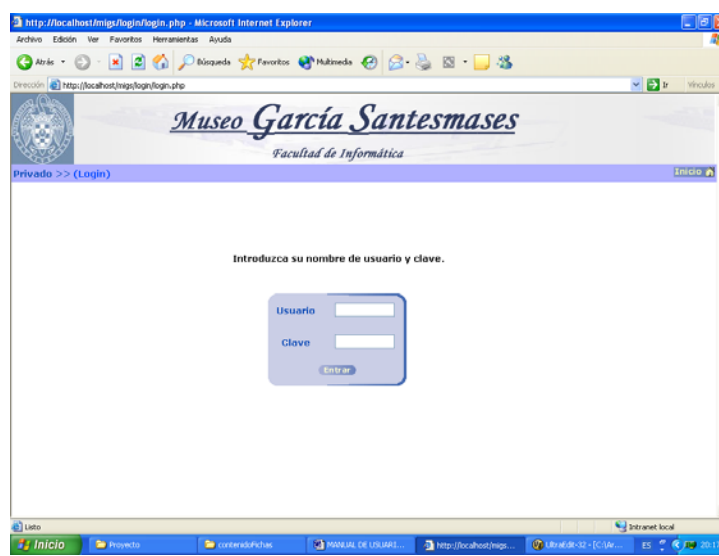 http://localhost/migs/login/login.php - Microsoft Internet Explorer
Archivo Edición Ver Favoritos Herramientas Ayuda
Atrás Búsqueda Favoritos Multimedia
Dirección http://localhost/migs/login/login.php Ir Vínculos
Museo García Santesmases
Facultad de Informática
Privado >> (Login) Inicio
Introduzca su nombre de usuario y clave.
Usuario
Clave
Entrar
Listo Intranet local
Inicio Proyecto contenidoFichas MANUAL DE USUARI... http://localhost/migs... UltraEdit-32 - [C:\Ar... ES